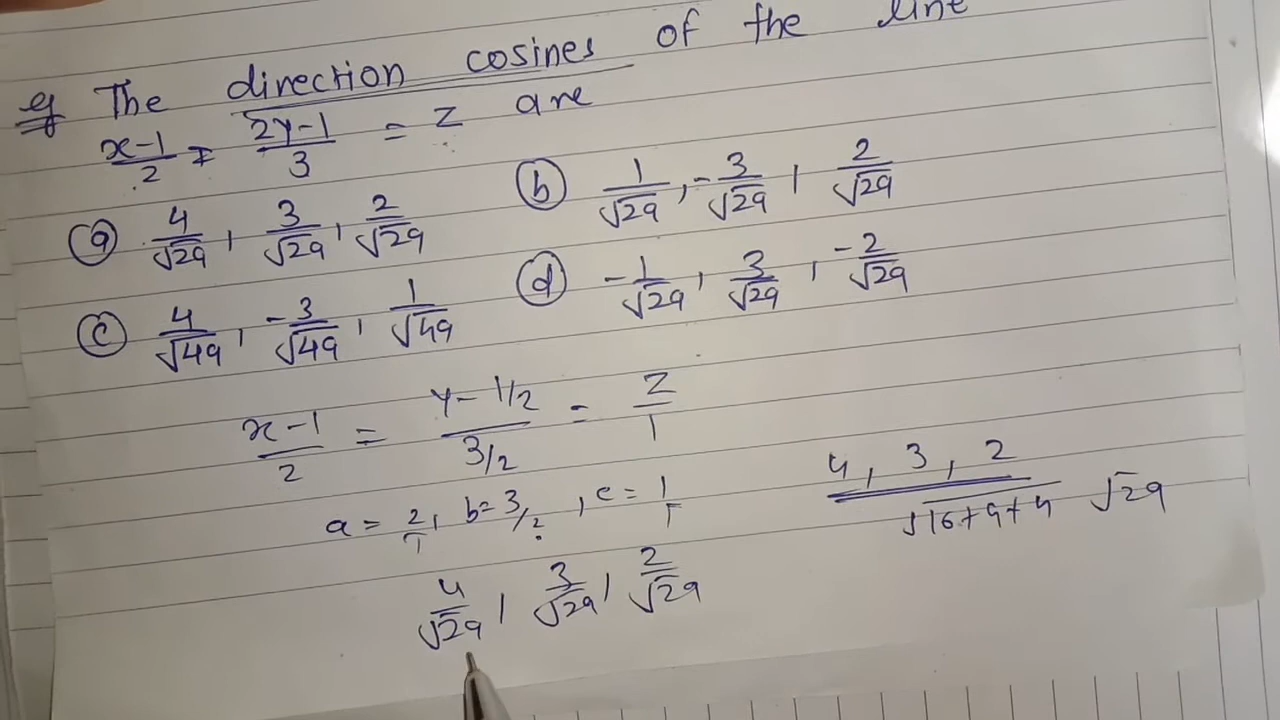 eg The direction cosines of the line
x-1/2 = 2y-1/3 = z are
(a) 4/√29, 3/√29, 2/√29 (b) 1/√29, -3/√29, 2/√29
(c) 4/√49, -3/√49, 1/√49 (d) -1/√29, 3/√29, -2/√29
x-1/2 = y-1/2/3/2 = z/1
4, 3, 2
a = 2/1, b = 3/2, c = 1/1
√16+9+4 √29
4/√29, 3/√29, 2/√29